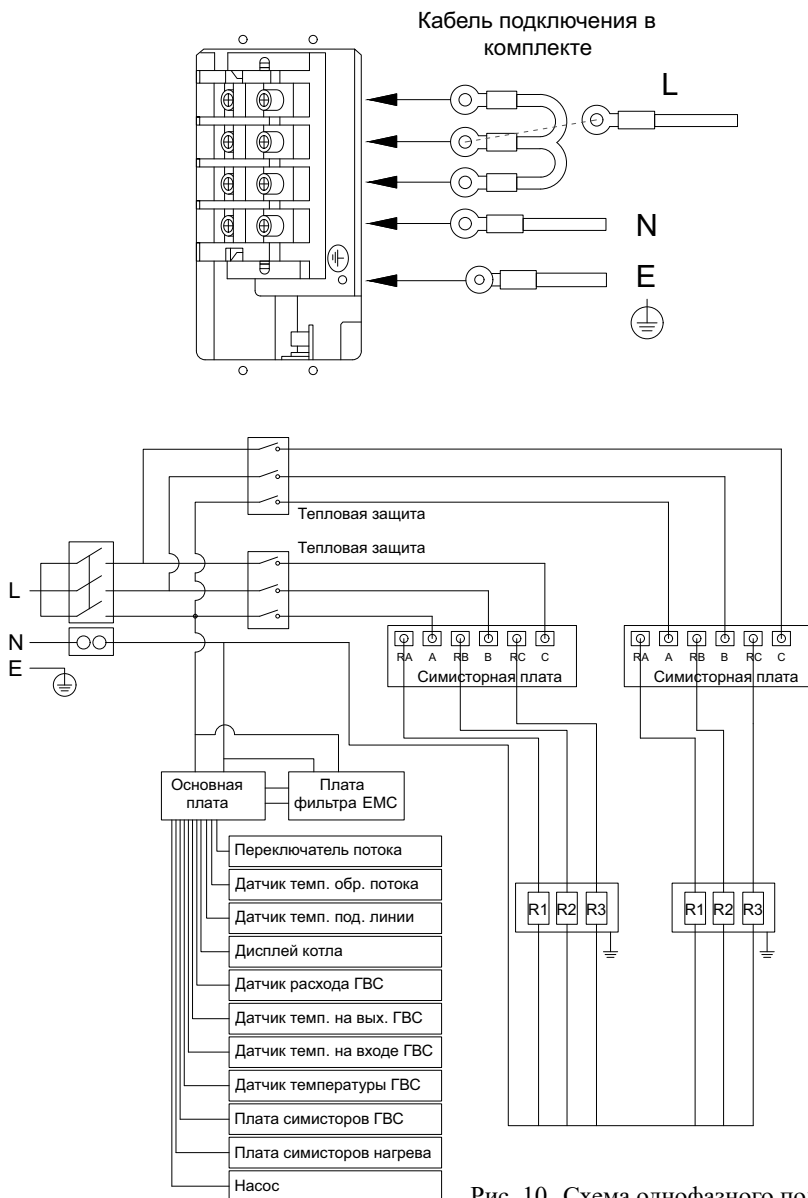 Кабель подключения в
комплекте
L
N
E
Тепловая защита
Тепловая защита
L
N
E
RA A RB B RC C
Симисторная плата
RA A RB B RC C
Симисторная плата
Основная
плата
Плата
фильтра ЕМС
Переключатель потока
Датчик темп. обр. потока
Датчик темп. под. линии
Дисплей котла
Датчик расхода ГВС
Датчик темп. на вых. ГВС
Датчик темп. на входе ГВС
Датчик температуры ГВС
Плата симисторов ГВС
Плата симисторов нагрева
Насос
R1 R2 R3
R1 R2 R3
Рис. 10 Схема однофазного по